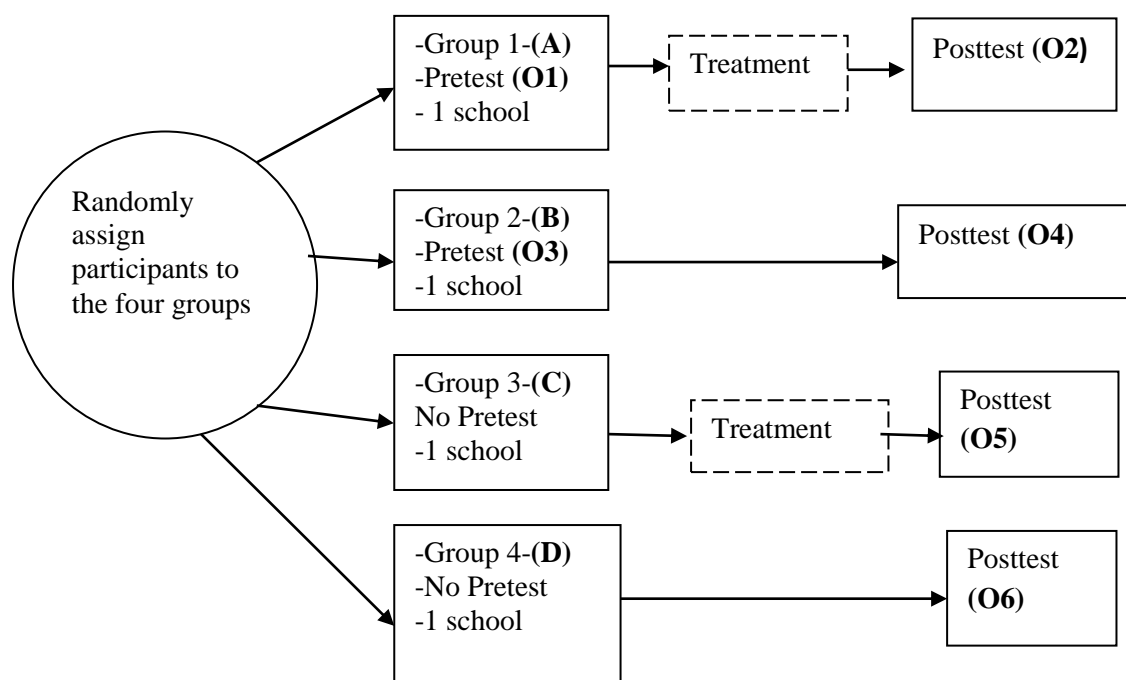 -Group 1-(A)
-Pretest (O1)
- 1 school
Treatment
Posttest (O2)
Randomly
assign
participants to
the four groups
-Group 2-(B)
-Pretest (O3)
-1 school
Posttest (O4)
-Group 3-(C)
No Pretest
-1 school
Treatment
Posttest
(O5)
-Group 4-(D)
-No Pretest
-1 school
Posttest
(O6)